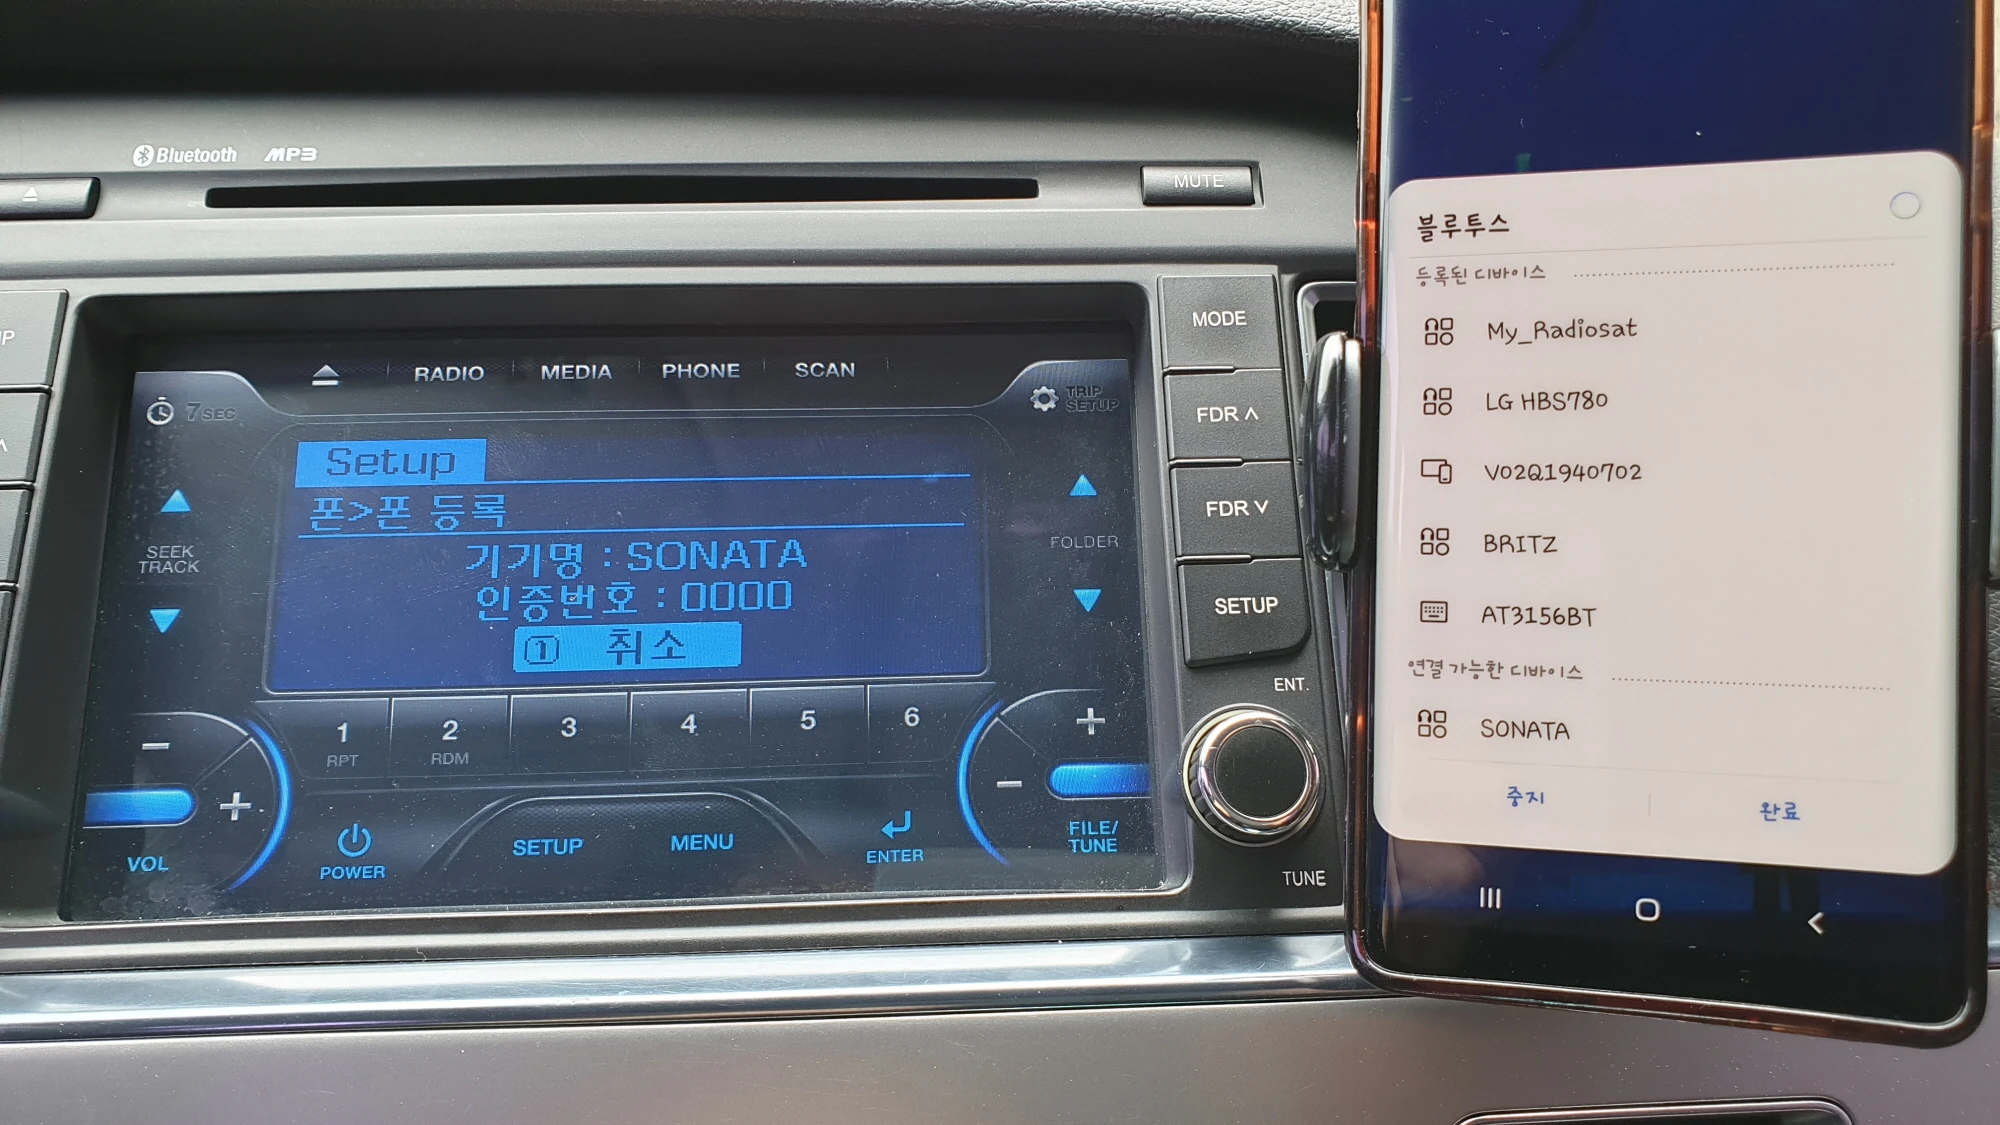 Bluetooth MP3
MUTE
MODE
FDR ∧
FDR ∨
SETUP
ENT.
TUNE
RADIO MEDIA PHONE SCAN
7 SEC
TRIP
SETUP
Setup
폰>폰 등록
기기명 : SONATA
인증번호 : 0000
① 취소
SEEK
TRACK
FOLDER
1 2 3 4 5 6
RPT RDM
− +
VOL
POWER
SETUP
MENU
ENTER
+ −
FILE/
TUNE
블루투스
등록된 디바이스
My_Radiosat
LG HBS780
V02Q1940702
BRITZ
AT3156BT
연결 가능한 디바이스
SONATA
중지 완료